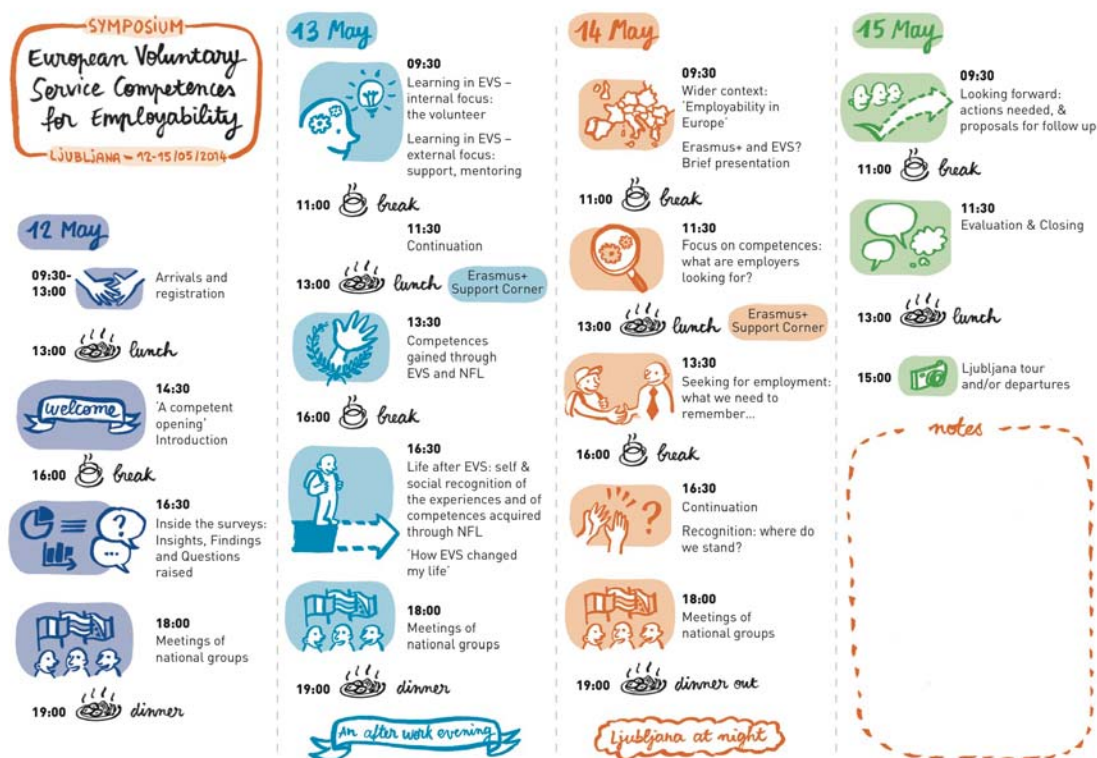 SYMPOSIUM
European Voluntary
Service Competences
for Employability
LJUBLJANA – 12-15/05/2014
12 May
09:30-
13:00
Arrivals and
registration
13:00 lunch
welcome
14:30
'A competent
opening'
Introduction
16:00 break
?
...
16:30
Inside the surveys:
Insights, Findings
and Questions
raised
18:00
Meetings of
national groups
19:00 dinner
13 May
09:30
Learning in EVS –
internal focus:
the volunteer
Learning in EVS –
external focus:
support, mentoring
11:00 break
11:30
Continuation
13:00 lunch
Erasmus+
Support Corner
13:30
Competences
gained through
EVS and NFL
16:00 break
16:30
Life after EVS: self &
social recognition of
the experiences and of
competences acquired
through NFL
'How EVS changed
my life'
18:00
Meetings of
national groups
19:00 dinner
An after work evening
14 May
09:30
Wider context:
'Employability in
Europe'
Erasmus+ and EVS?
Brief presentation
11:00 break
11:30
Focus on competences:
what are employers
looking for?
13:00 lunch
Erasmus+
Support Corner
13:30
Seeking for employment:
what we need to
remember...
16:00 break
?
16:30
Continuation
Recognition: where do
we stand?
18:00
Meetings of
national groups
19:00 dinner out
Ljubljana at night
15 May
09:30
Looking forward:
actions needed, &
proposals for follow up
11:00 break
11:30
Evaluation & Closing
13:00 lunch
15:00
Ljubljana tour
and/or departures
notes